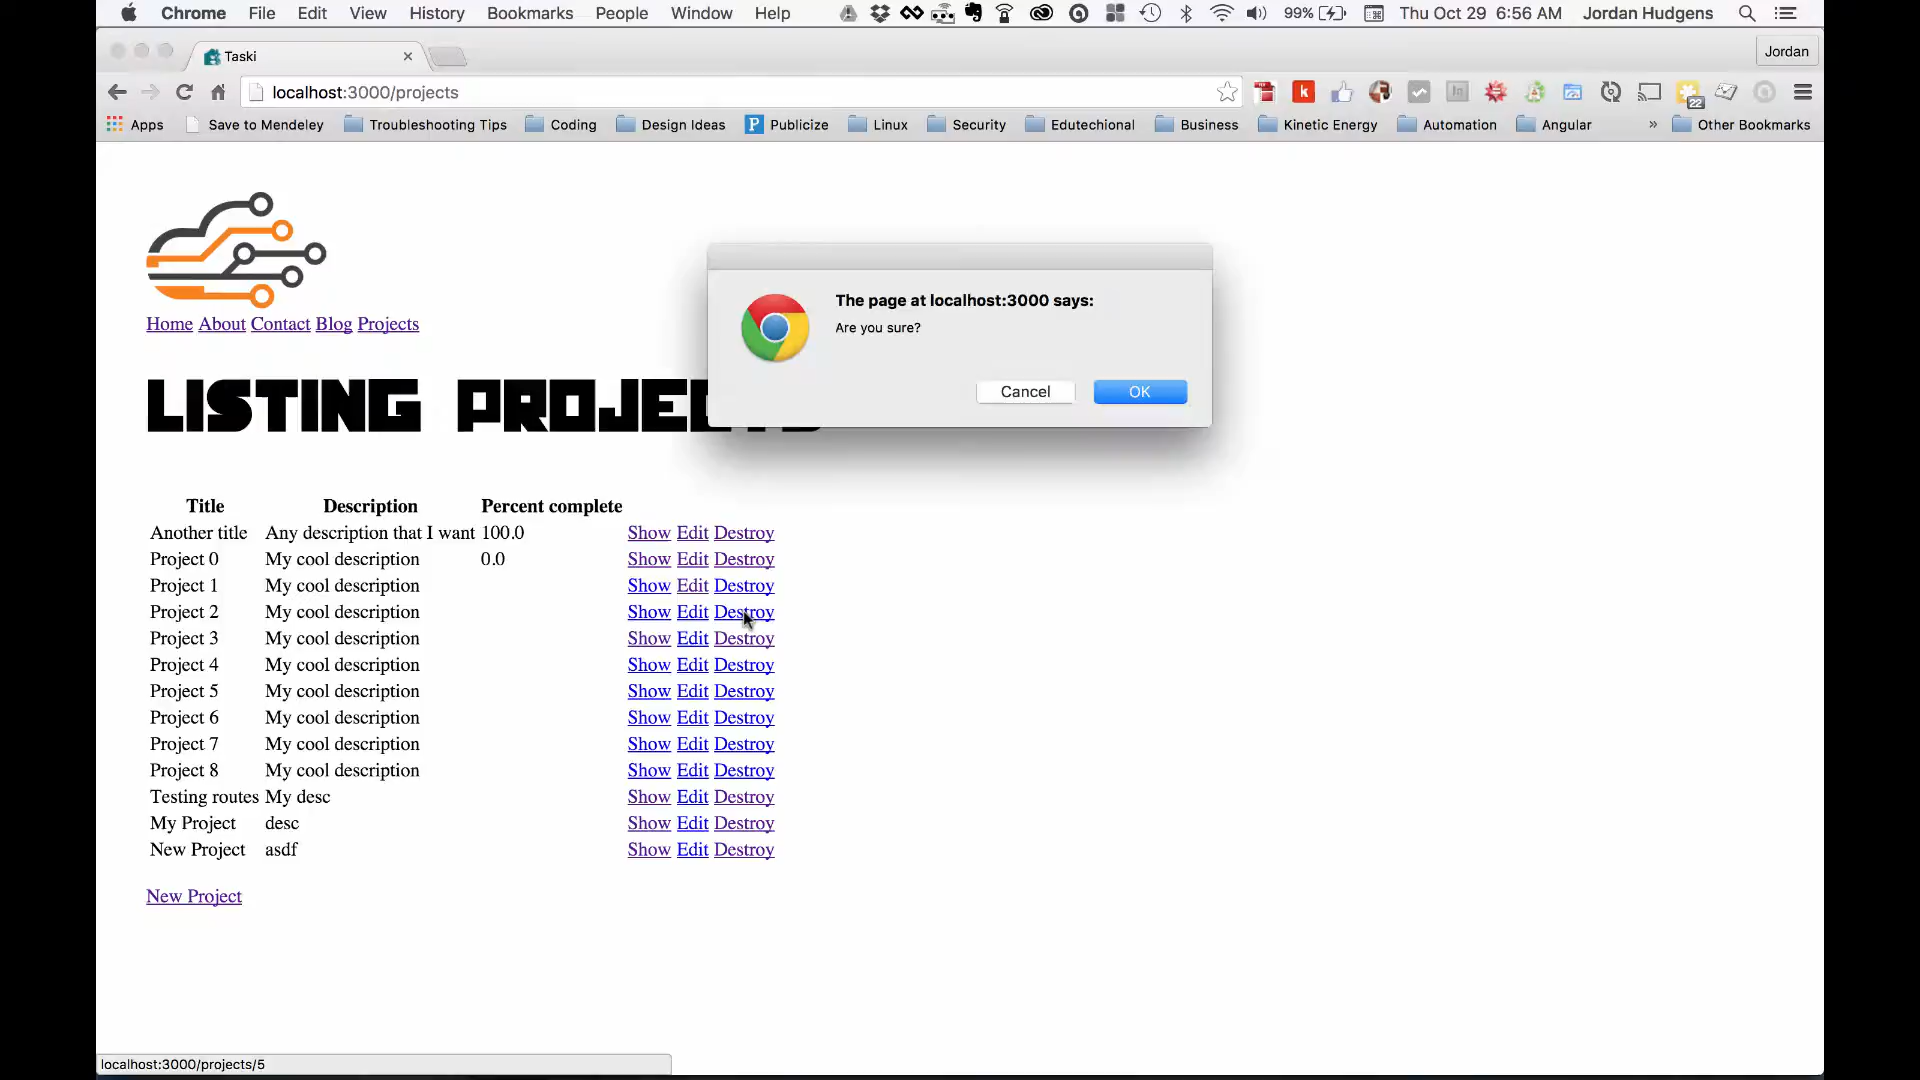 Chrome File Edit View History Bookmarks People Window Help 99% Thu Oct 29 6:56 AM Jordan Hudgens
Taski Jordan
localhost:3000/projects
22
Apps Save to Mendeley Troubleshooting Tips Coding Design Ideas P Publicize Linux Security Edutechional Business Kinetic Energy Automation Angular » Other Bookmarks
The page at localhost:3000 says:
Are you sure?
Cancel OK
Home About Contact Blog Projects
LISTING PROJECTS
Title Description Percent complete
Another title Any description that I want 100.0 Show Edit Destroy
Project 0 My cool description 0.0 Show Edit Destroy
Project 1 My cool description Show Edit Destroy
Project 2 My cool description Show Edit Destroy
Project 3 My cool description Show Edit Destroy
Project 4 My cool description Show Edit Destroy
Project 5 My cool description Show Edit Destroy
Project 6 My cool description Show Edit Destroy
Project 7 My cool description Show Edit Destroy
Project 8 My cool description Show Edit Destroy
Testing routes My desc Show Edit Destroy
My Project desc Show Edit Destroy
New Project asdf Show Edit Destroy
New Project
localhost:3000/projects/5